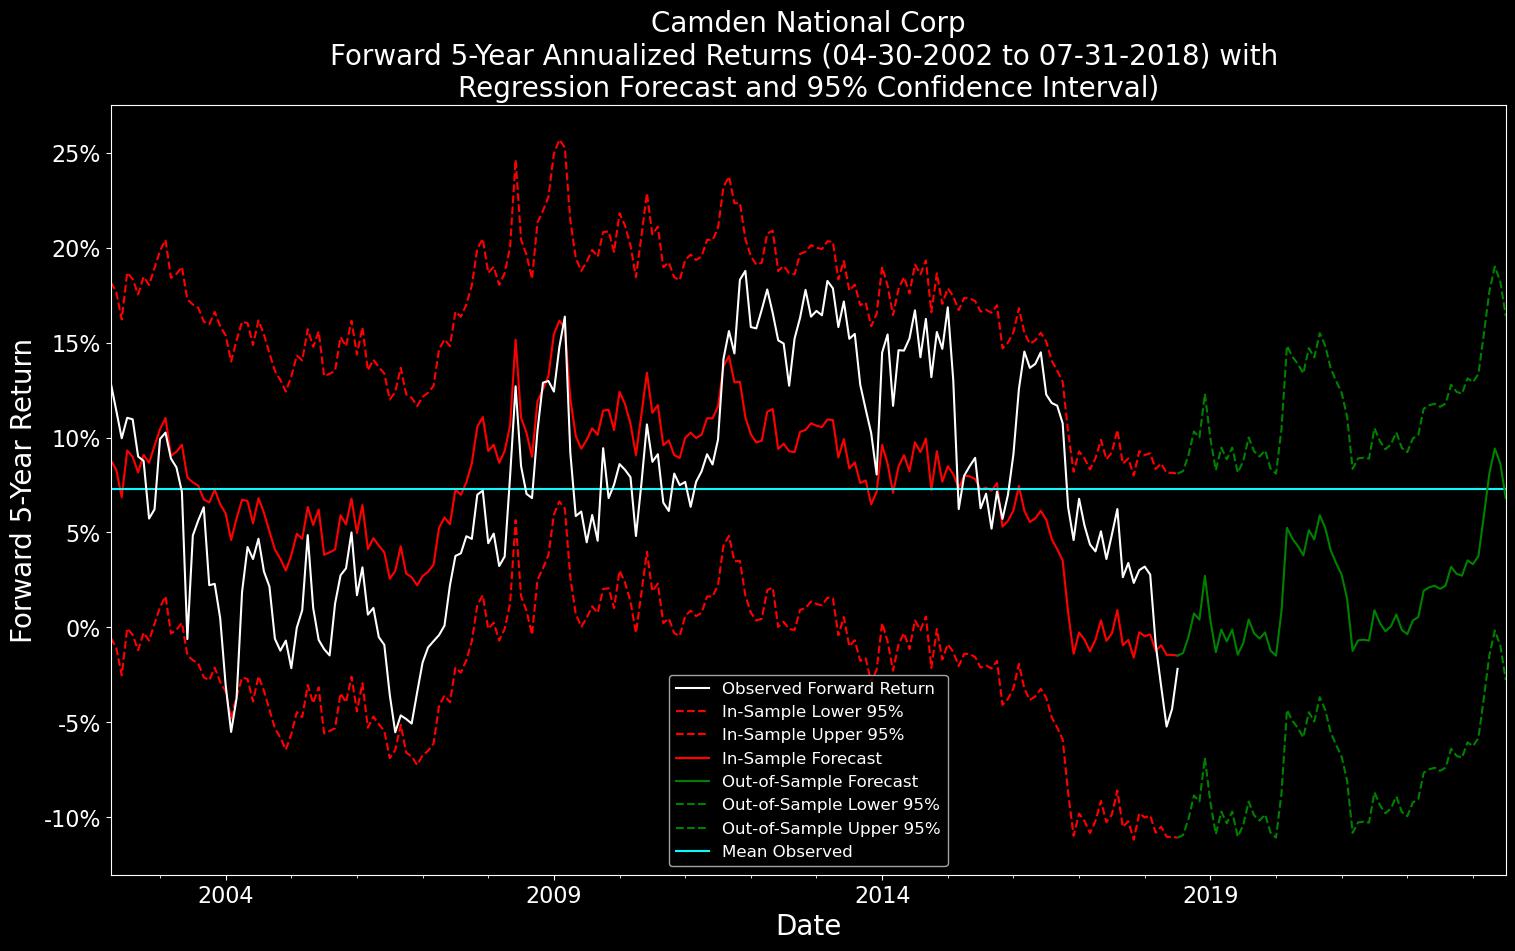 Camden National Corp
Forward 5-Year Annualized Returns (04-30-2002 to 07-31-2018) with
Regression Forecast and 95% Confidence Interval)
Forward 5-Year Return
25%
20%
15%
10%
5%
0%
-5%
-10%
Observed Forward Return
In-Sample Lower 95%
In-Sample Upper 95%
In-Sample Forecast
Out-of-Sample Forecast
Out-of-Sample Lower 95%
Out-of-Sample Upper 95%
Mean Observed
2004 2009 2014 2019
Date